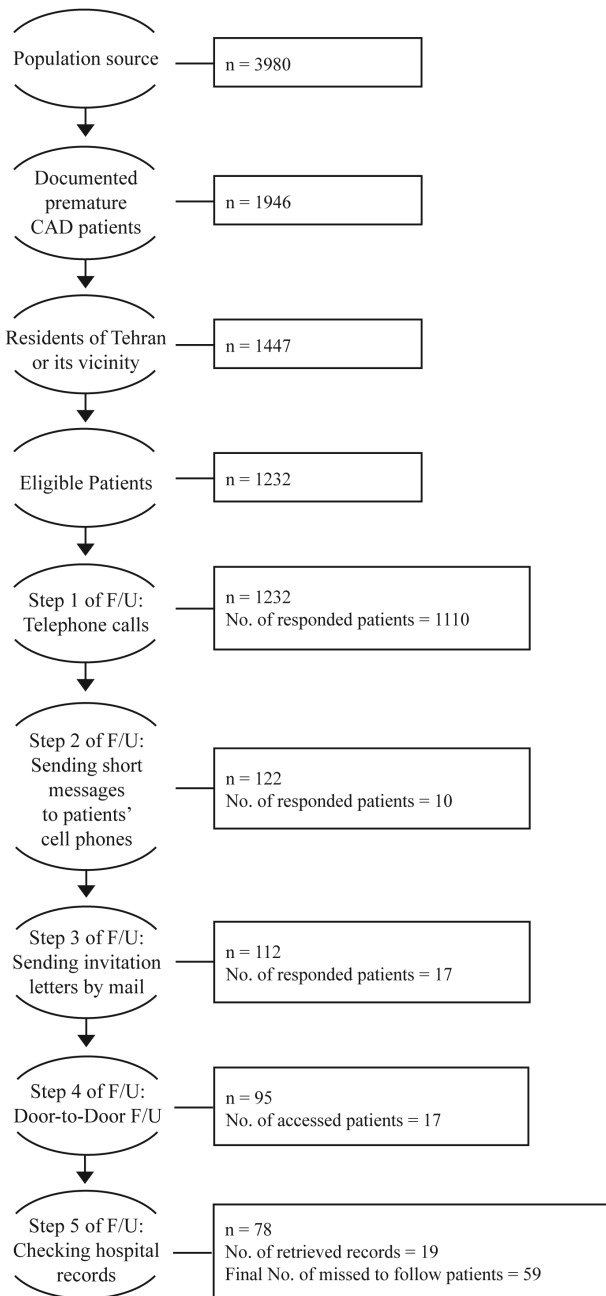 Population source
n = 3980
Documented
premature
CAD patients
n = 1946
Residents of Tehran
or its vicinity
n = 1447
Eligible Patients
n = 1232
Step 1 of F/U:
Telephone calls
n = 1232
No. of responded patients = 1110
Step 2 of F/U:
Sending short
messages
to patients’
cell phones
n = 122
No. of responded patients = 10
Step 3 of F/U:
Sending invitation
letters by mail
n = 112
No. of responded patients = 17
Step 4 of F/U:
Door-to-Door F/U
n = 95
No. of accessed patients = 17
Step 5 of F/U:
Checking hospital
records
n = 78
No. of retrieved records = 19
Final No. of missed to follow patients = 59